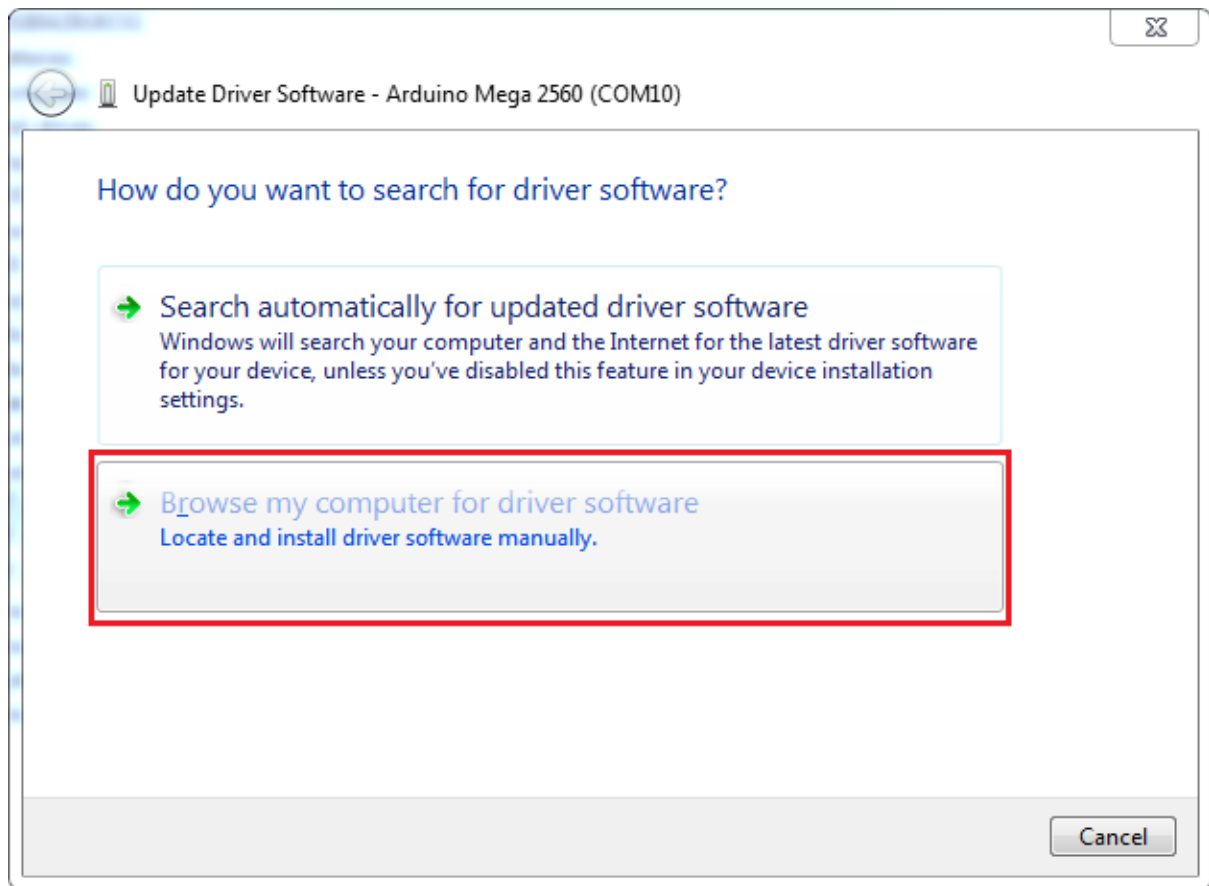 Update Driver Software - Arduino Mega 2560 (COM10)
How do you want to search for driver software?
Search automatically for updated driver software
Windows will search your computer and the Internet for the latest driver software
for your device, unless you've disabled this feature in your device installation
settings.
Browse my computer for driver software
Locate and install driver software manually.
Cancel